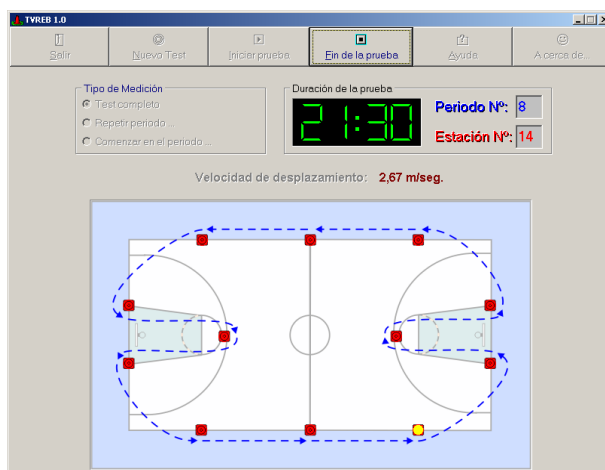 TVREB 1.0
Salir
Nuevo Test
Iniciar prueba
Fin de la prueba
Ayuda
A cerca de...
Tipo de Medición
Test completo
Repetir periodo ...
Comenzar en el periodo ...
Duración de la prueba
21:30
Periodo Nº: 8
Estación Nº: 14
Velocidad de desplazamiento: 2,67 m/seg.